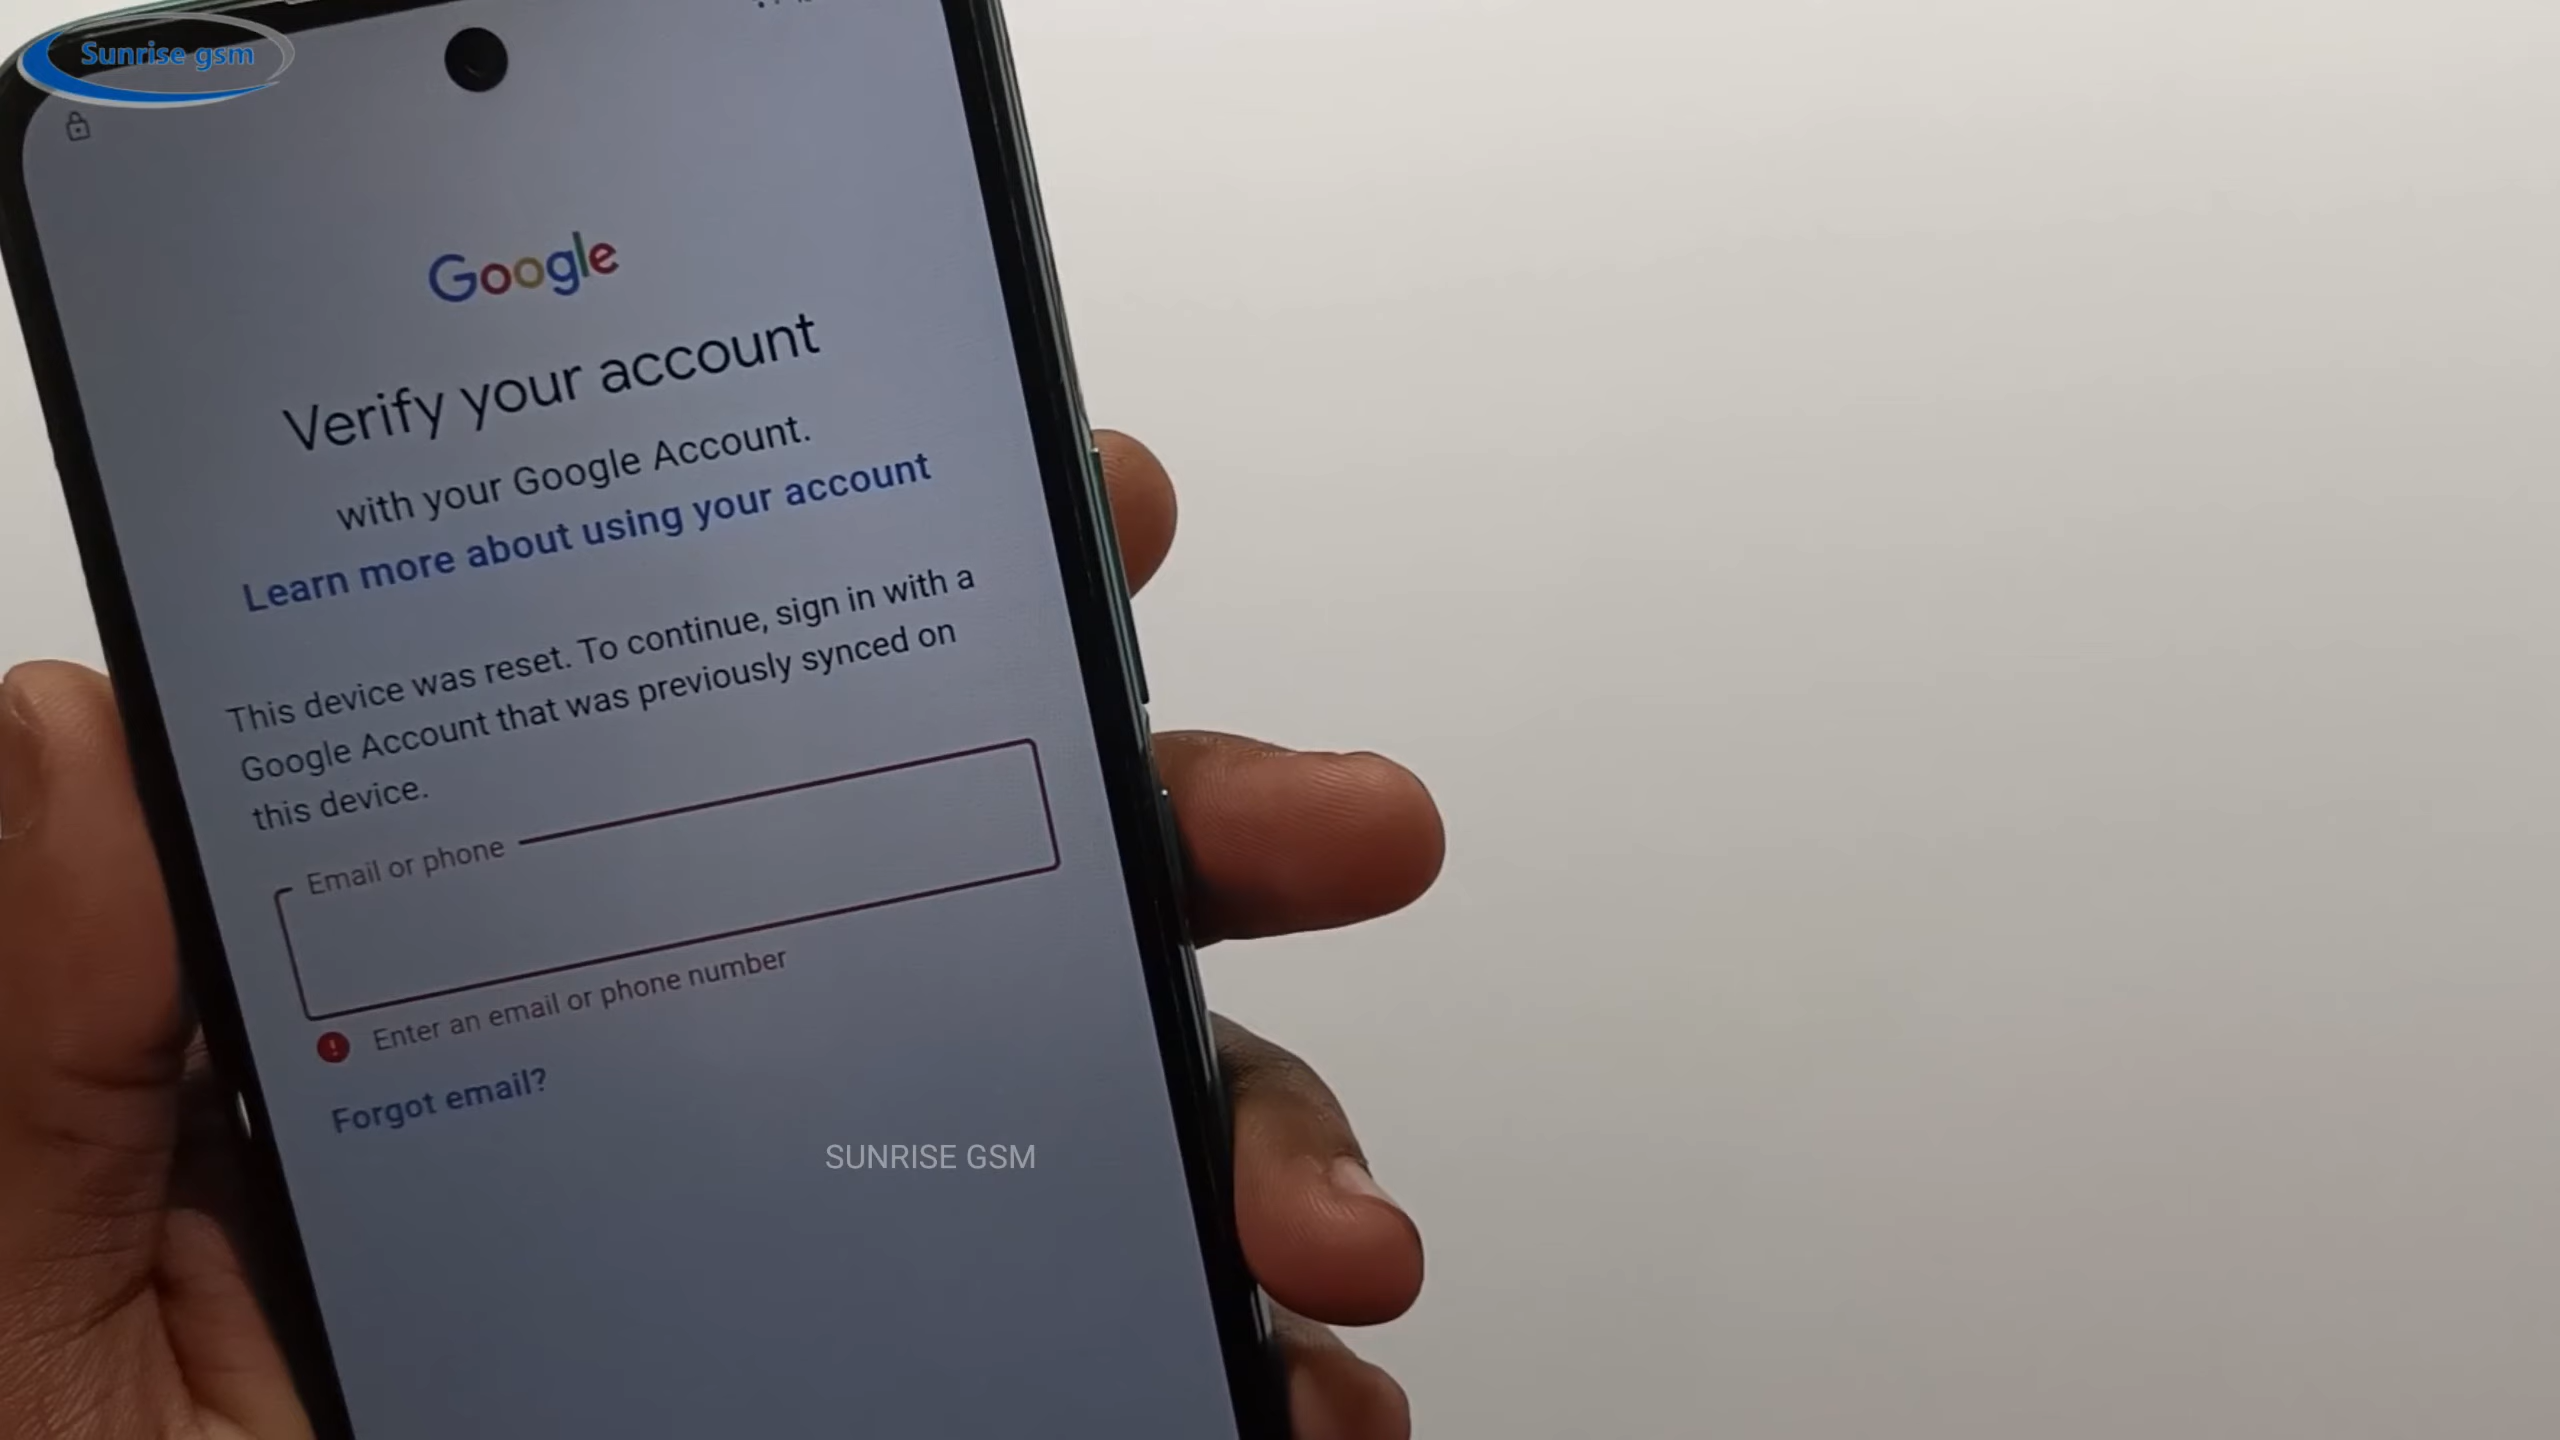 Sunrise gsm
Google
Verify your account
with your Google Account.
Learn more about using your account
This device was reset. To continue, sign in with a
Google Account that was previously synced on
this device.
Email or phone
Enter an email or phone number
Forgot email?
SUNRISE GSM